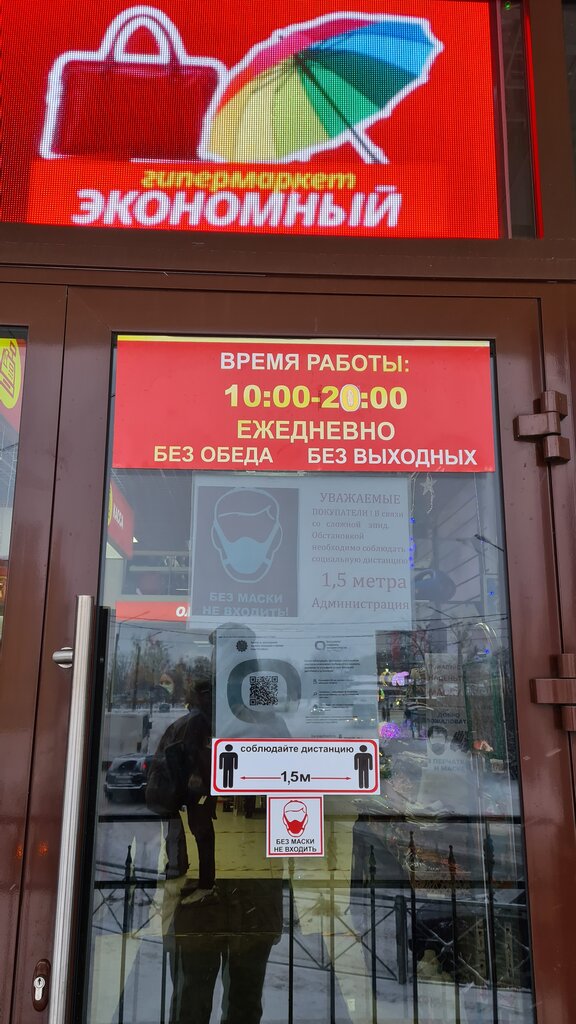 гипермаркет
ЭКОНОМНЫЙ
ВРЕМЯ РАБОТЫ:
10:00-20:00
ЕЖЕДНЕВНО
БЕЗ ОБЕДА БЕЗ ВЫХОДНЫХ
КАССА
УВАЖАЕМЫЕ
ПОКУПАТЕЛИ! В связи
со сложной эпид.
Обстановкой
необходимо соблюдать
социальную дистанцию
1,5 метра
Администрация
БЕЗ МАСКИ
НЕ ВХОДИТЬ!
соблюдайте дистанцию
1,5м
БЕЗ МАСКИ
НЕ ВХОДИТЬ